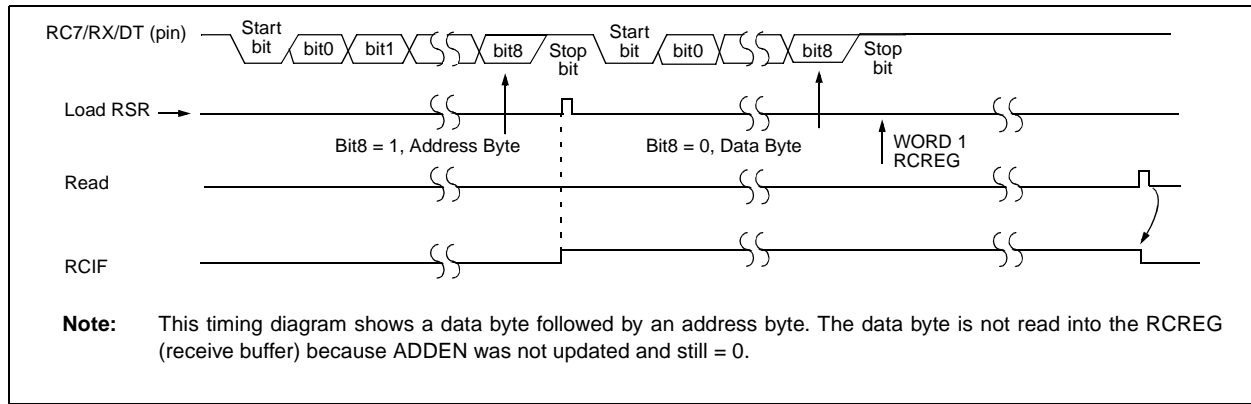 RC7/RX/DT (pin)
Start
bit
bit0
bit1
bit8
Stop
bit
Start
bit
bit0
bit8
Stop
bit
Load RSR
Bit8 = 1, Address Byte
Bit8 = 0, Data Byte
WORD 1
RCREG
Read
RCIF
Note: This timing diagram shows a data byte followed by an address byte. The data byte is not read into the RCREG
(receive buffer) because ADDEN was not updated and still = 0.